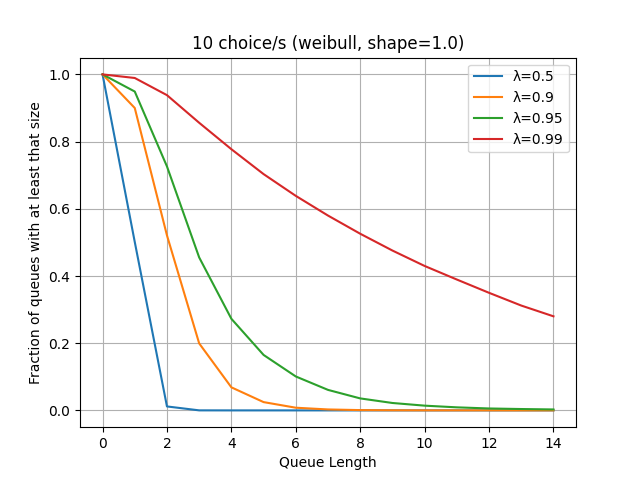 10 choice/s (weibull, shape=1.0)
Fraction of queues with at least that size
1.0
0.8
0.6
0.4
0.2
0.0
λ=0.5
λ=0.9
λ=0.95
λ=0.99
0 2 4 6 8 10 12 14
Queue Length